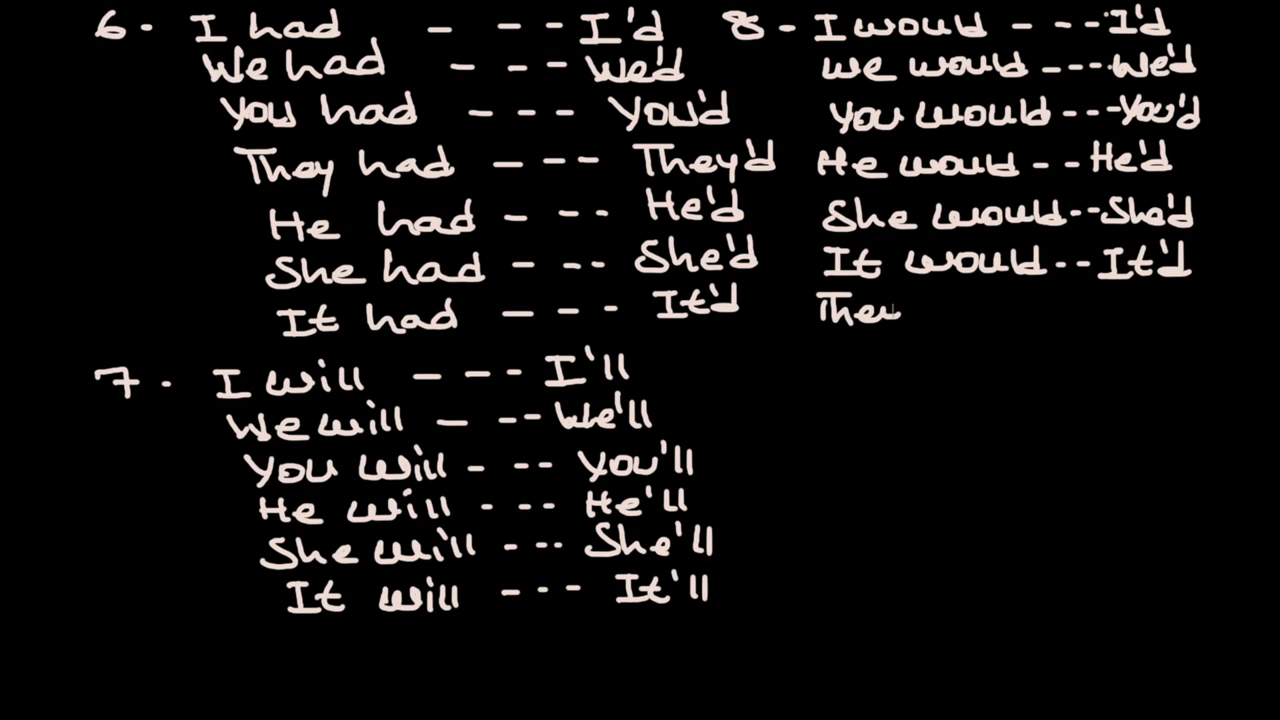 6 - I had - - - I'd
We had - - - We'd
You had - - - You'd
They had - - - They'd
He had - - - He'd
She had - - - She'd
It had - - - It'd
7 - I will - - - I'll
We will - - - We'll
You will - - - You'll
He will - - - He'll
She will - - - She'll
It will - - - It'll
8 - I would - - - I'd
We would - - - We'd
You would - - - You'd
He would - - He'd
She would - - She'd
It would - - It'd
The